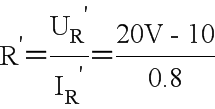 R' = U_R' / I_R' = 20V - 10 / 0.8